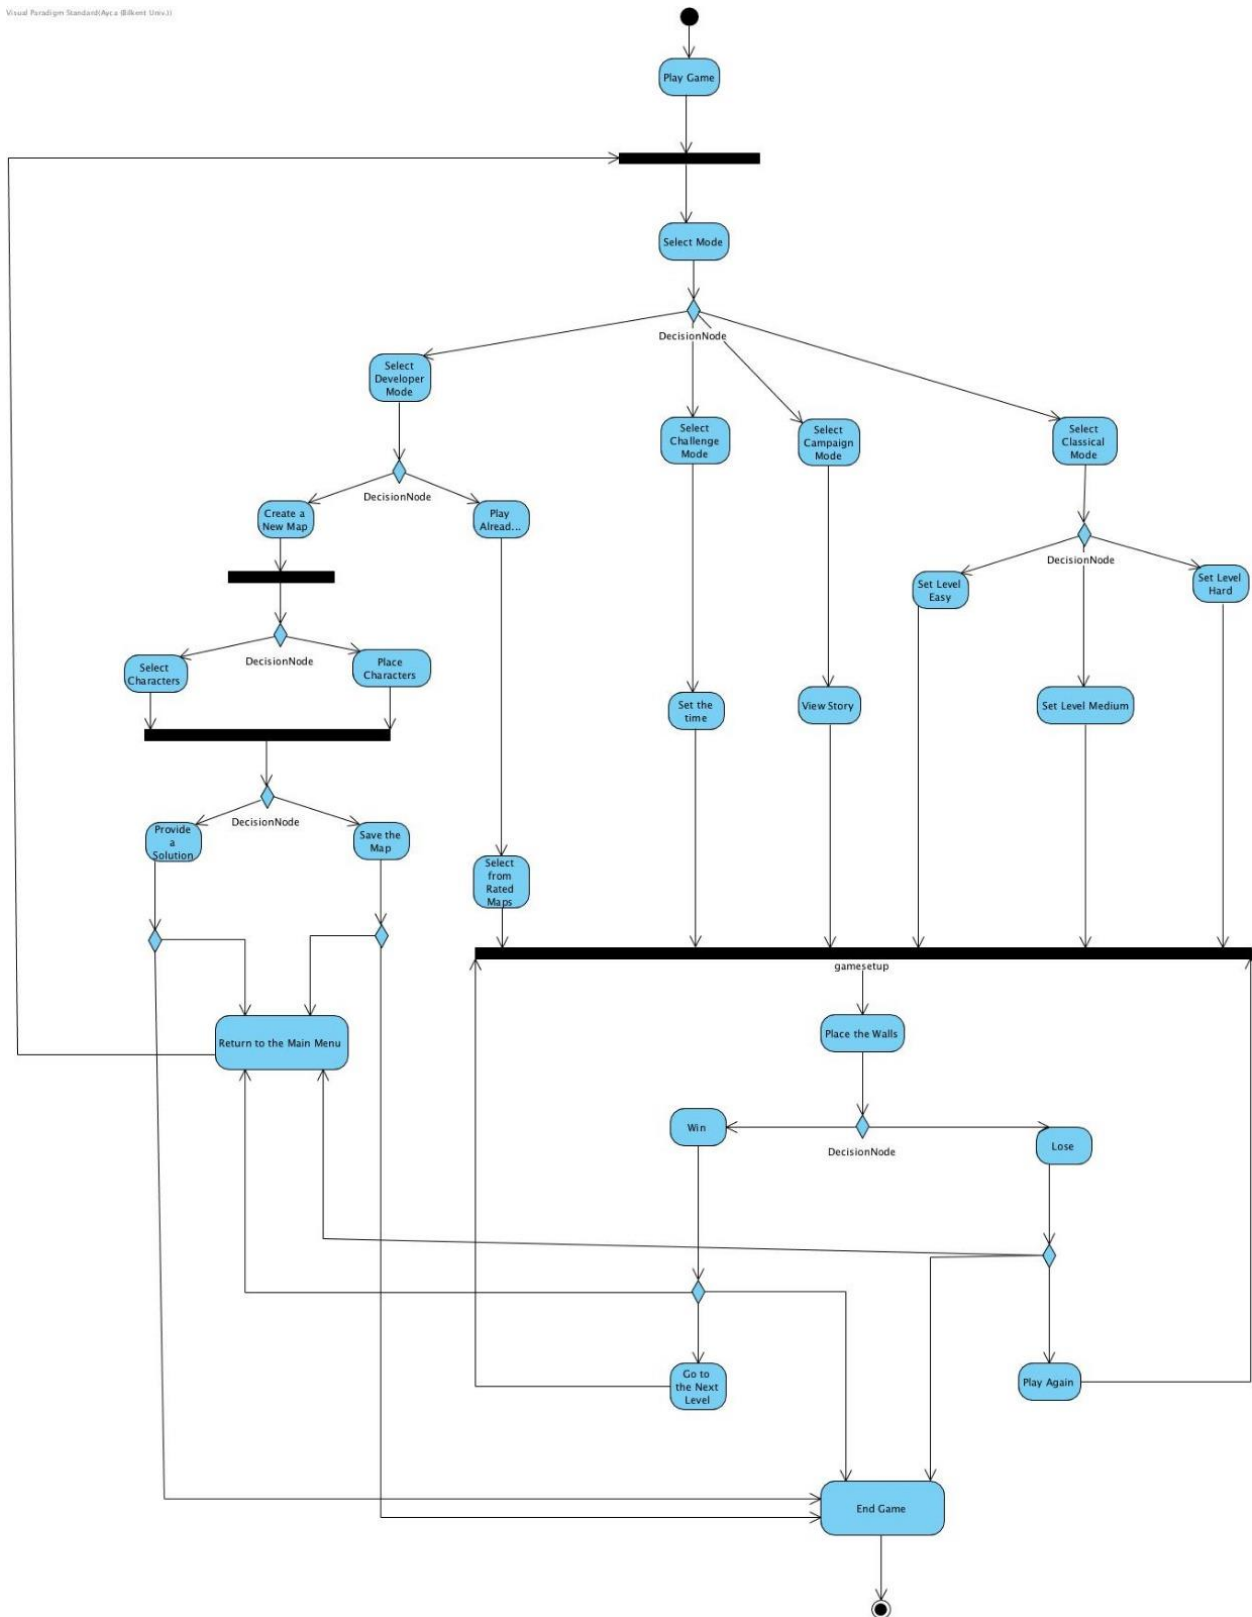 Visual Paradigm Standard(Ayca (Bilkent Univ.))
Play Game
Select Mode
DecisionNode
Select
Developer
Mode
Select
Challenge
Mode
Select
Campaign
Mode
Select
Classical
Mode
DecisionNode
Create a
New Map
Play
Alread...
DecisionNode
Set Level
Easy
Set Level
Hard
DecisionNode
Select
Characters
Place
Characters
Set the
time
View Story
Set Level Medium
DecisionNode
Provide
a
Solution
Save the
Map
Select
from
Rated
Maps
gamesetup
Return to the Main Menu
Place the Walls
Win
DecisionNode
Lose
Go to
the Next
Level
Play Again
End Game